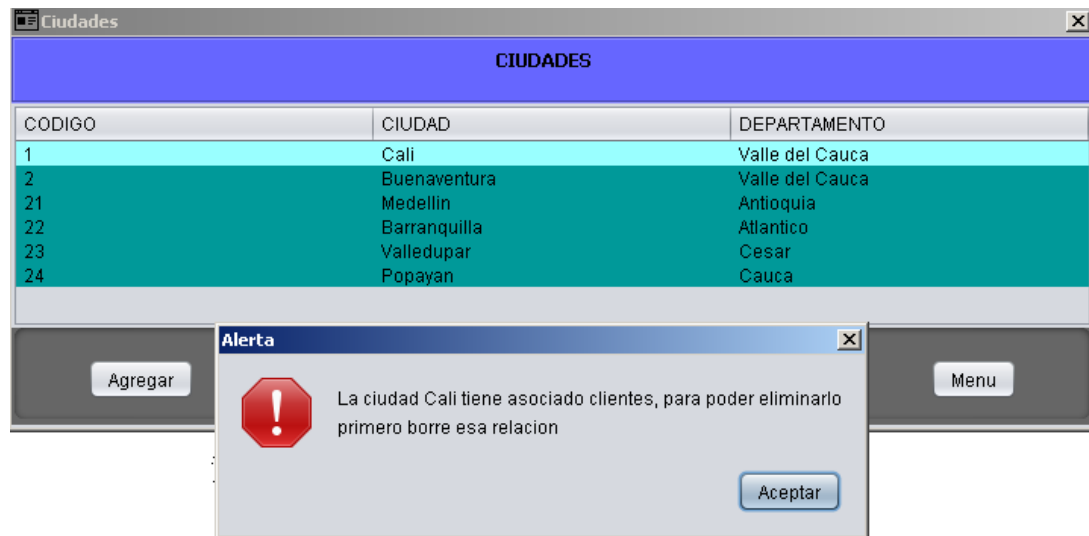 Ciudades
CIUDADES
CODIGO CIUDAD DEPARTAMENTO
1 Cali Valle del Cauca
2 Buenaventura Valle del Cauca
21 Medellin Antioquia
22 Barranquilla Atlantico
23 Valledupar Cesar
24 Popayan Cauca
Alerta
Agregar
Menu
La ciudad Cali tiene asociado clientes, para poder eliminarlo
primero borre esa relacion
Aceptar